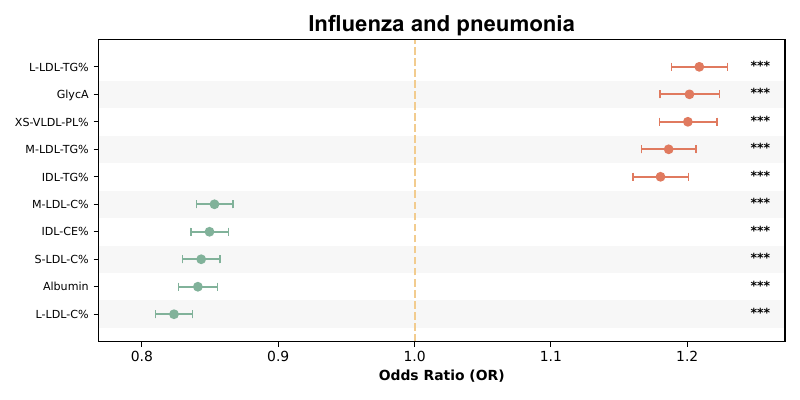 Influenza and pneumonia
L-LDL-TG% ***
GlycA ***
XS-VLDL-PL% ***
M-LDL-TG% ***
IDL-TG% ***
M-LDL-C% ***
IDL-CE% ***
S-LDL-C% ***
Albumin ***
L-LDL-C% ***
0.8 0.9 1.0 1.1 1.2
Odds Ratio (OR)